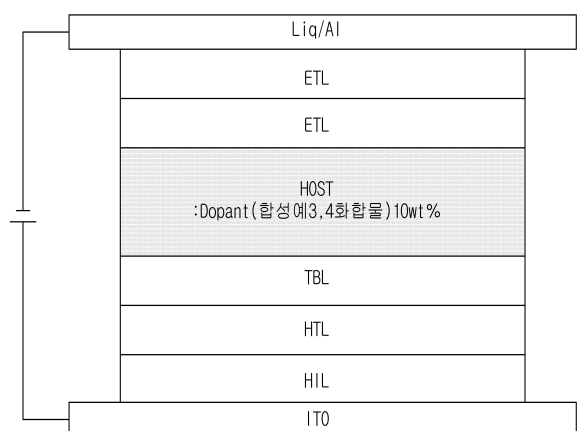 Liq/Al
ETL
ETL
HOST
:Dopant(합성예3,4화합물)10wt%
TBL
HTL
HIL
ITO